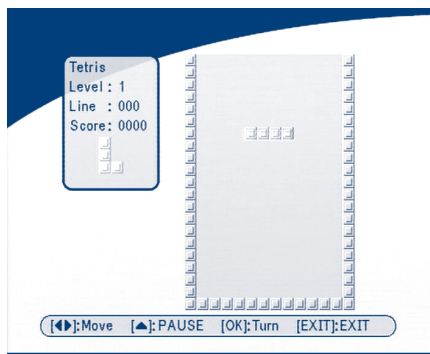 Tetris
Level: 1
Line : 000
Score: 0000
[◀▶]:Move [▲]:PAUSE [OK]:Turn [EXIT]:EXIT